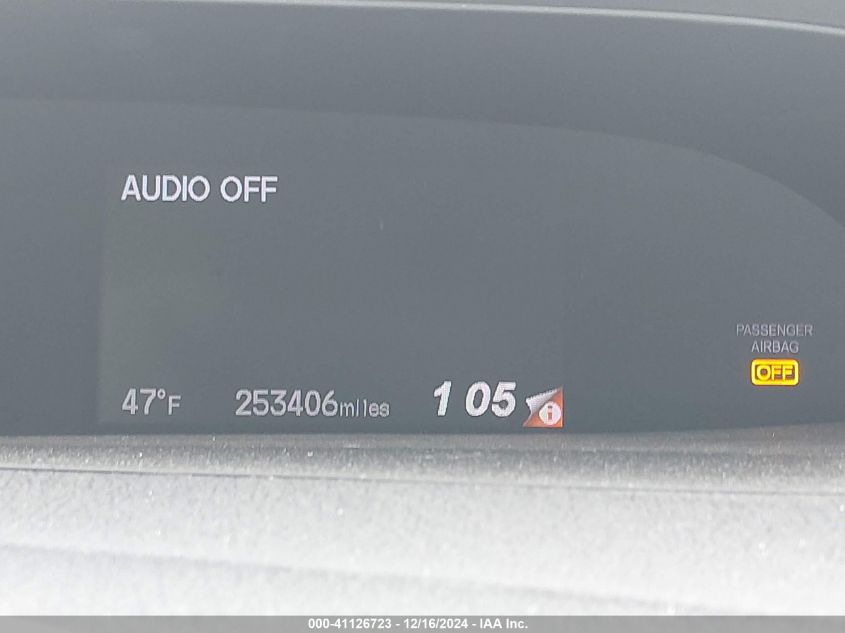 AUDIO OFF
PASSENGER
AIRBAG
OFF
47°F 253406miles 1 05 i
000-41126723 - 12/16/2024 - IAA Inc.